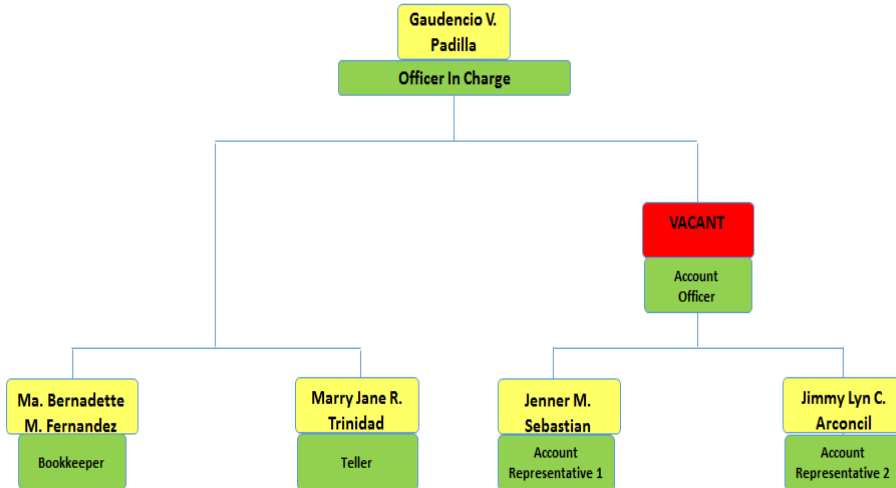 Gaudencio V.
Padilla
Officer In Charge
VACANT
Account
Officer
Ma. Bernadette
M. Fernandez
Bookkeeper
Marry Jane R.
Trinidad
Teller
Jenner M.
Sebastian
Account
Representative 1
Jimmy Lyn C.
Arconcil
Account
Representative 2